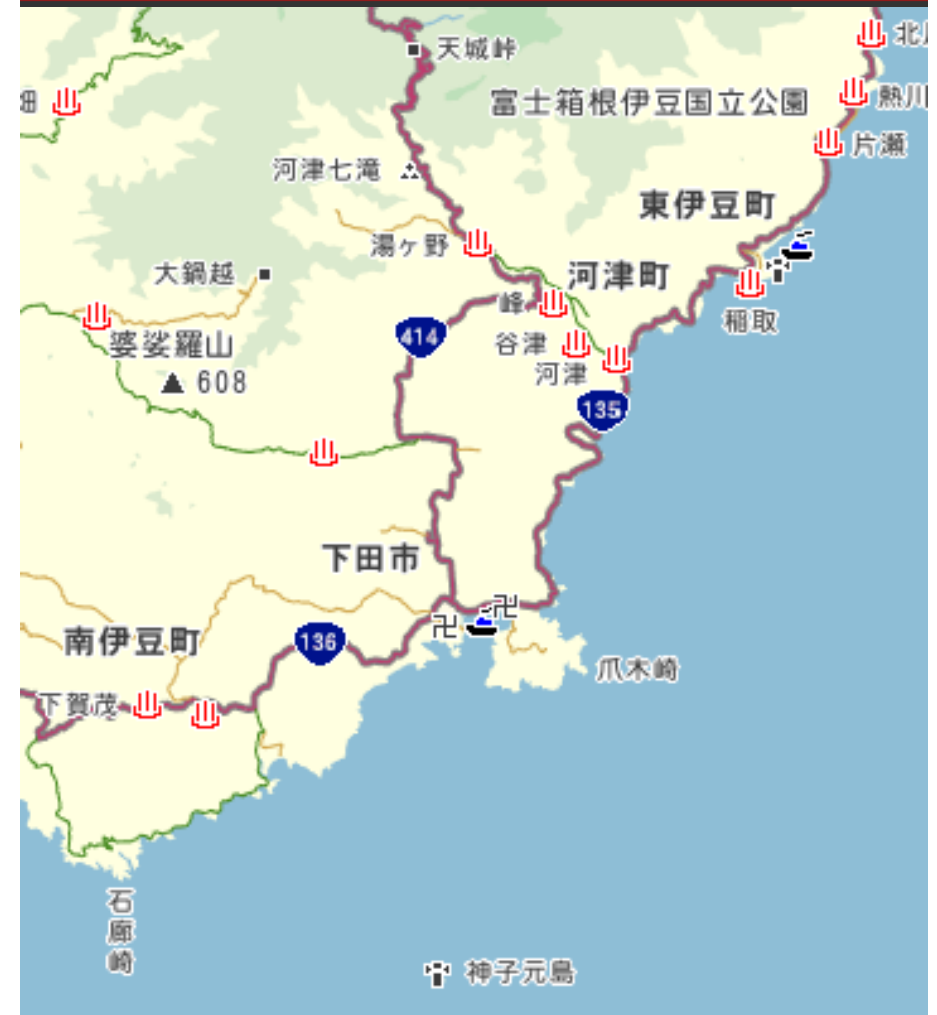 天城峠
北
熱川
畑
富士箱根伊豆国立公園
片瀬
河津七滝
東伊豆町
湯ヶ野
大鍋越
河津町
峰
稲取
414
婆娑羅山
谷津
608
河津
135
下田市
南伊豆町
136
爪木崎
下賀茂
石廊崎
神子元島